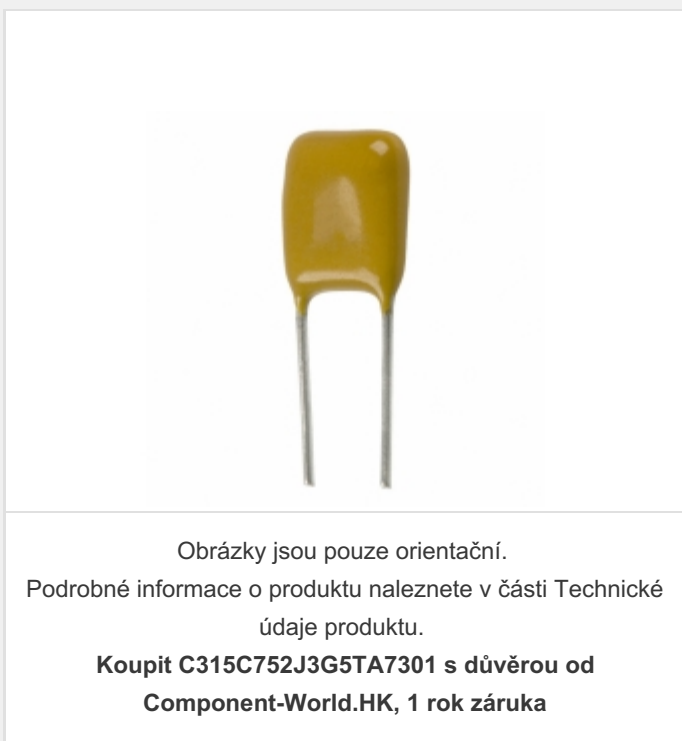 Obrázky jsou pouze orientační.
Podrobné informace o produktu naleznete v části Technické
údaje produktu.
Koupit C315C752J3G5TA7301 s důvěrou od
Component-World.HK, 1 rok záruka